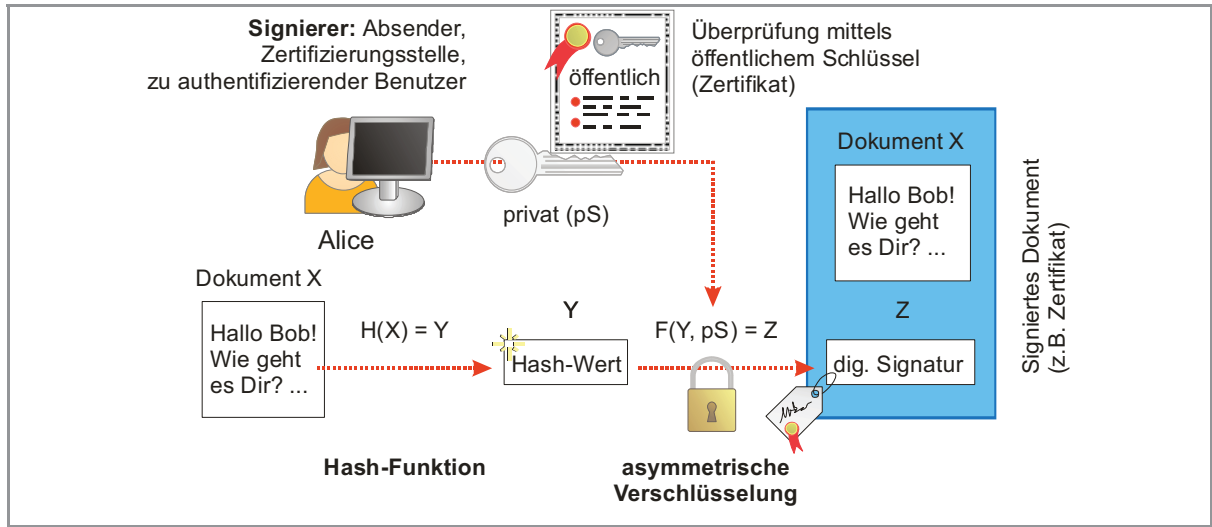 Signierer: Absender,
Zertifizierungsstelle,
zu authentifizierender Benutzer
öffentlich
Überprüfung mittels
öffentlichem Schlüssel
(Zertifikat)
Alice
privat (pS)
Dokument X
Hallo Bob!
Wie geht
es Dir? ...
H(X) = Y
Y
Hash-Wert
F(Y, pS) = Z
Dokument X
Hallo Bob!
Wie geht
es Dir? ...
Z
dig. Signatur
Signiertes Dokument
(z.B. Zertifikat)
Hash-Funktion
asymmetrische
Verschlüsselung